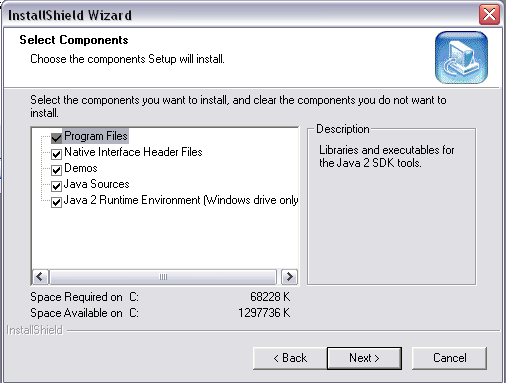 InstallShield Wizard
Select Components
Choose the components Setup will install.
Select the components you want to install, and clear the components you do not want to
install.
Program Files
Native Interface Header Files
Demos
Java Sources
Java 2 Runtime Environment (Windows drive only
Description
Libraries and executables for
the Java 2 SDK tools.
Space Required on C: 68228 K
Space Available on C: 1297736 K
InstallShield
< Back Next > Cancel